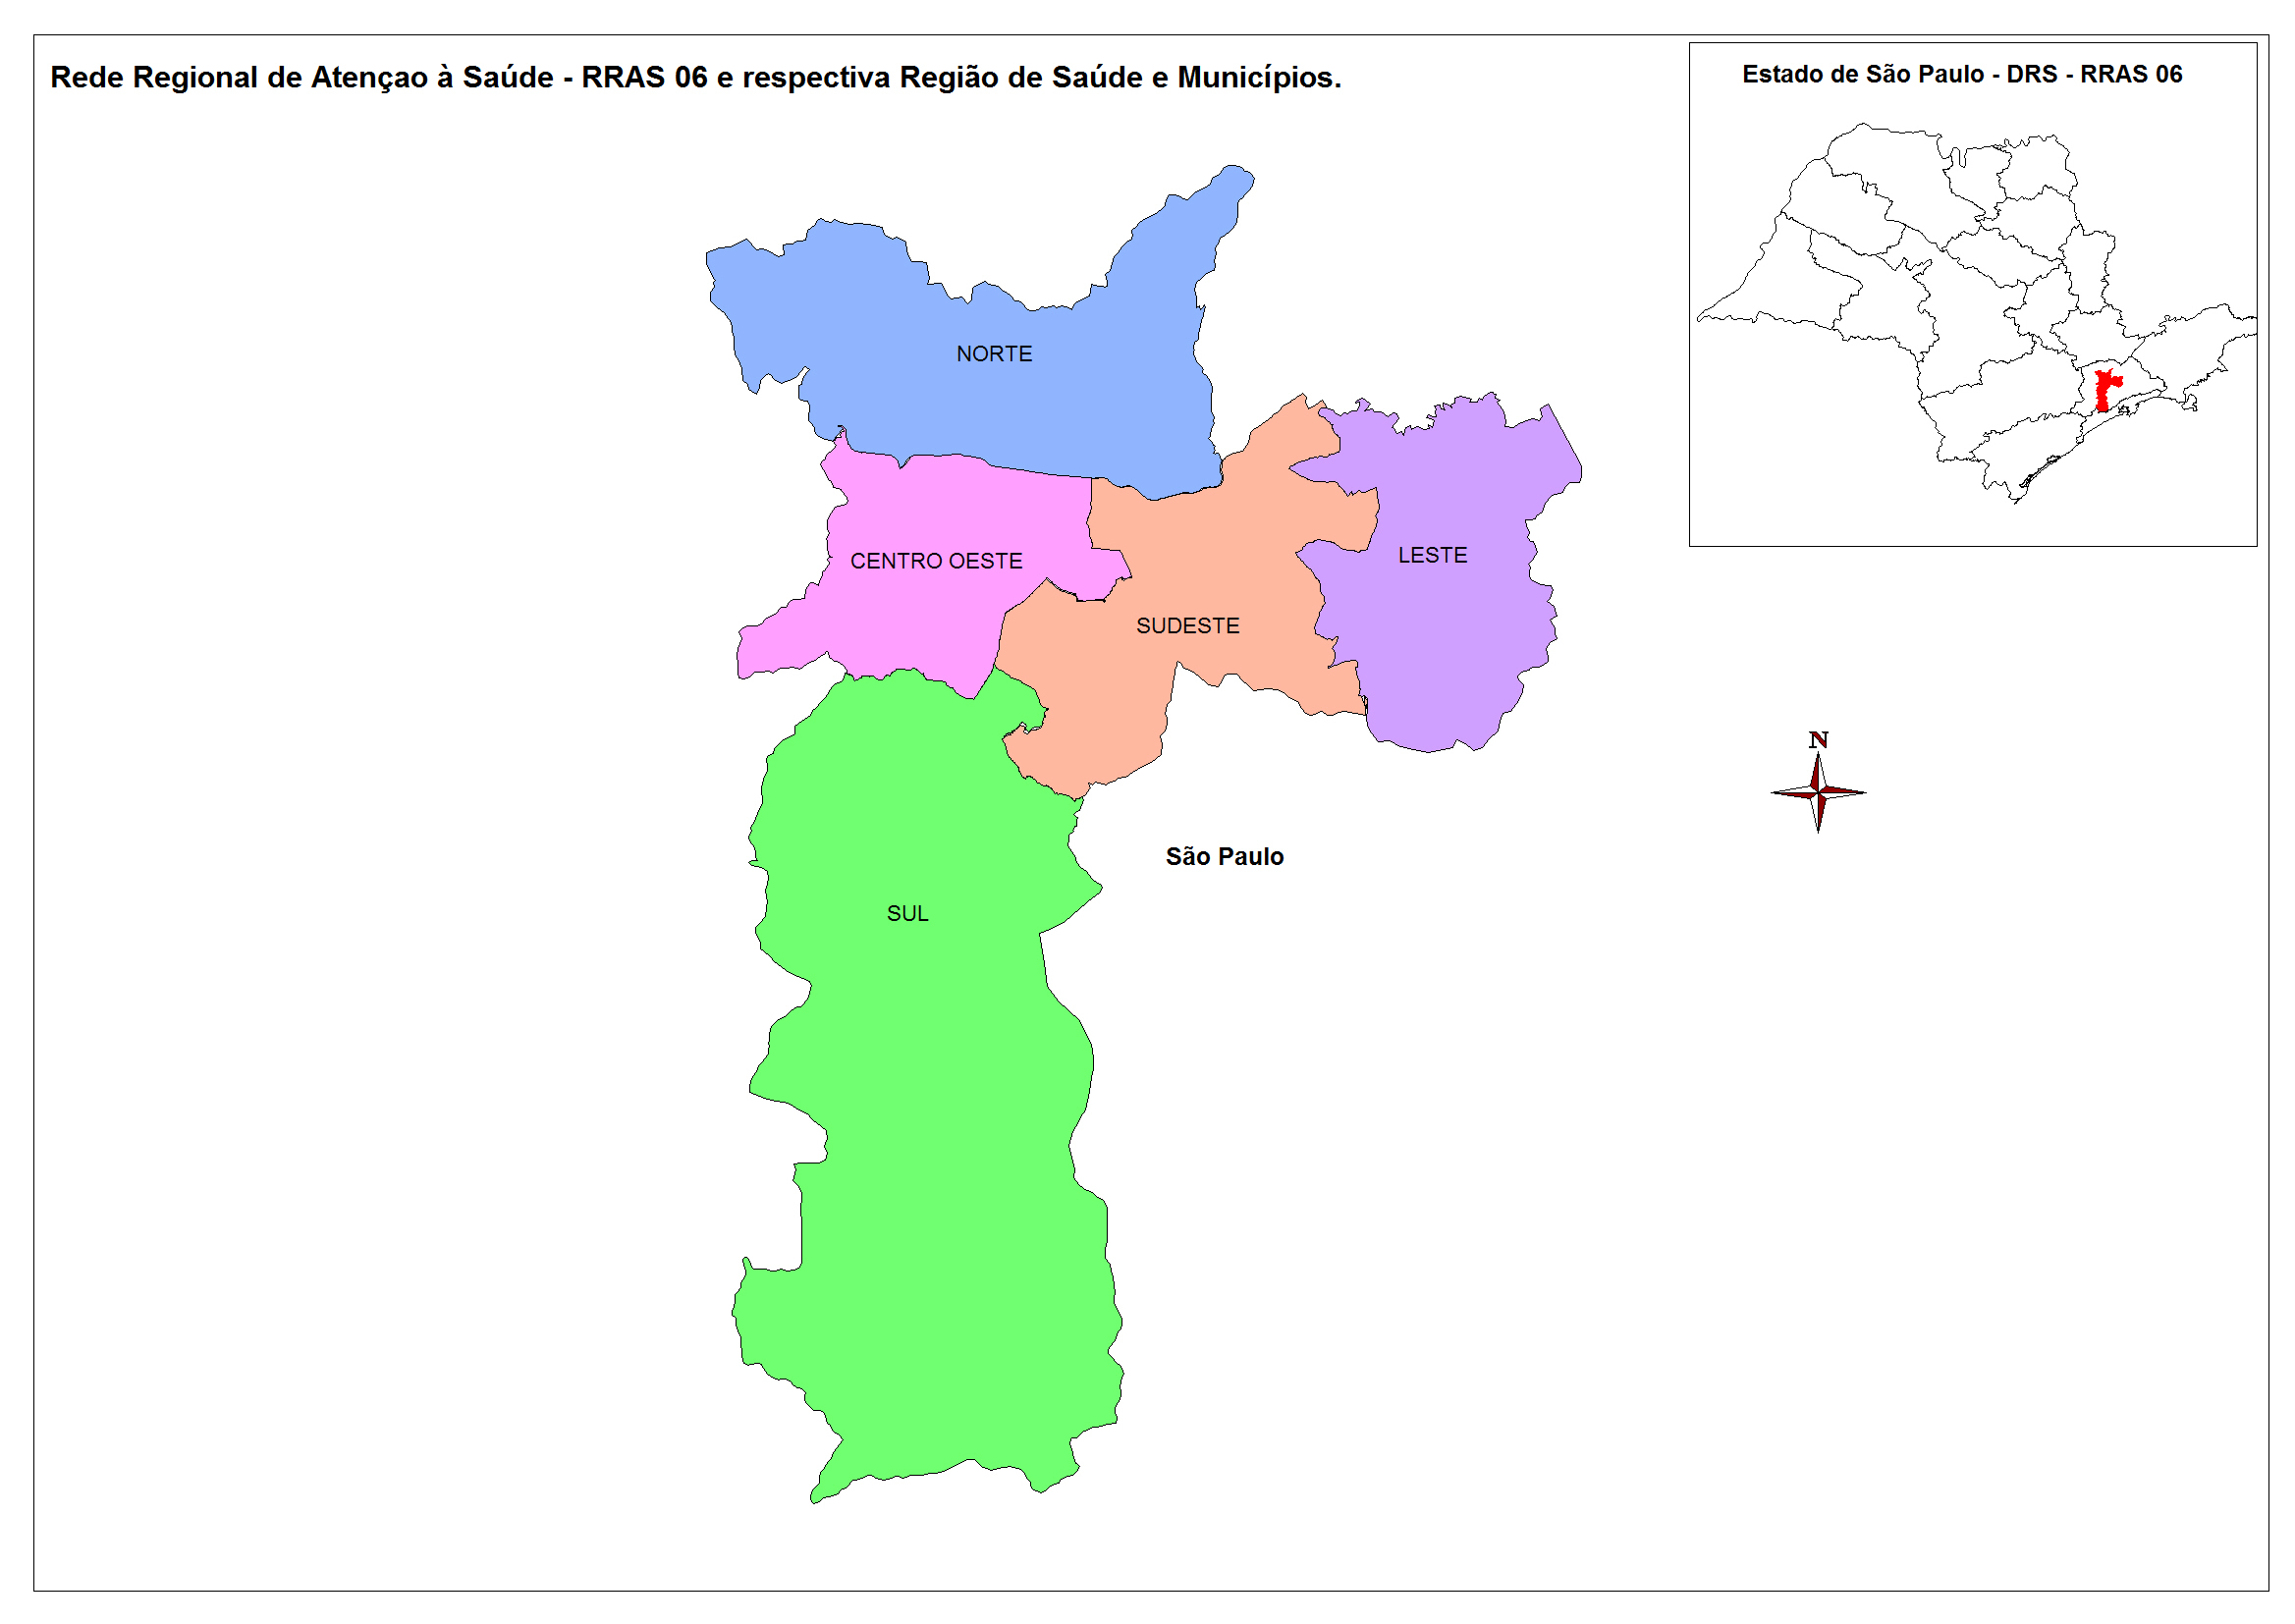 Rede Regional de Atençao à Saúde - RRAS 06 e respectiva Região de Saúde e Municípios.
Estado de São Paulo - DRS - RRAS 06
NORTE
CENTRO OESTE
LESTE
SUDESTE
N
São Paulo
SUL